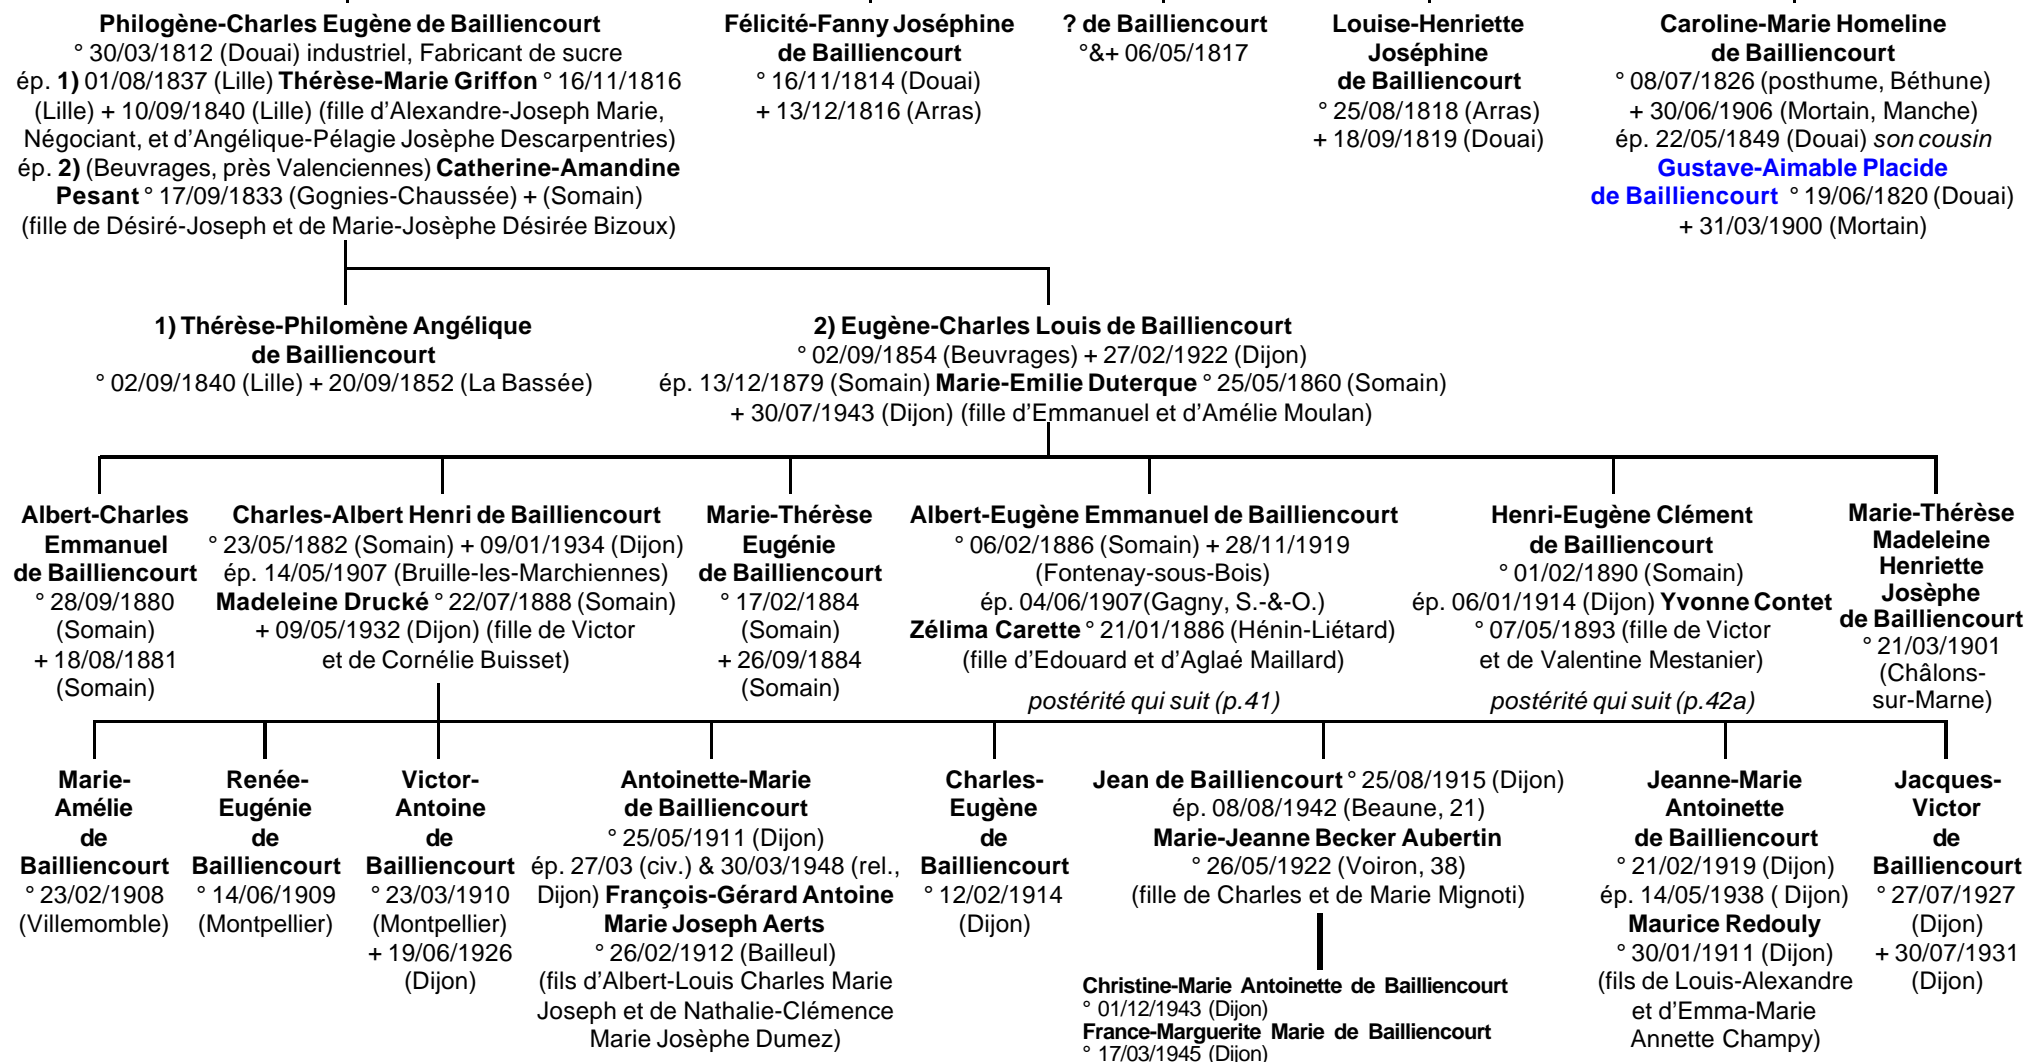 Philogène-Charles Eugène de Bailliencourt
° 30/03/1812 (Douai) industriel, Fabricant de sucre
ép. 1) 01/08/1837 (Lille) Thérèse-Marie Griffon ° 16/11/1816
(Lille) + 10/09/1840 (Lille) (fille d'Alexandre-Joseph Marie,
Négociant, et d'Angélique-Pélagie Josèphe Descarpentries)
ép. 2) (Beuvrages, près Valenciennes) Catherine-Amandine
Pesant ° 17/09/1833 (Gognies-Chaussée) + (Somain)
(fille de Désiré-Joseph et de Marie-Josèphe Désirée Bizoux)
Félicité-Fanny Joséphine
de Bailliencourt
° 16/11/1814 (Douai)
+ 13/12/1816 (Arras)
? de Bailliencourt
°&+ 06/05/1817
Louise-Henriette
Joséphine
de Bailliencourt
° 25/08/1818 (Arras)
+ 18/09/1819 (Douai)
Caroline-Marie Homeline
de Bailliencourt
° 08/07/1826 (posthume, Béthune)
+ 30/06/1906 (Mortain, Manche)
ép. 22/05/1849 (Douai) son cousin
Gustave-Aimable Placide
de Bailliencourt ° 19/06/1820 (Douai)
+ 31/03/1900 (Mortain)
1) Thérèse-Philomène Angélique
de Bailliencourt
° 02/09/1840 (Lille) + 20/09/1852 (La Bassée)
2) Eugène-Charles Louis de Bailliencourt
° 02/09/1854 (Beuvrages) + 27/02/1922 (Dijon)
ép. 13/12/1879 (Somain) Marie-Emilie Duterque ° 25/05/1860 (Somain)
+ 30/07/1943 (Dijon) (fille d'Emmanuel et d'Amélie Moulan)
Albert-Charles
Emmanuel
de Bailliencourt
° 28/09/1880
(Somain)
+ 18/08/1881
(Somain)
Charles-Albert Henri de Bailliencourt
° 23/05/1882 (Somain) + 09/01/1934 (Dijon)
ép. 14/05/1907 (Bruille-les-Marchiennes)
Madeleine Drucké ° 22/07/1888 (Somain)
+ 09/05/1932 (Dijon) (fille de Victor
et de Cornélie Buisset)
Marie-Thérèse
Eugénie
de Bailliencourt
° 17/02/1884
(Somain)
+ 26/09/1884
(Somain)
Albert-Eugène Emmanuel de Bailliencourt
° 06/02/1886 (Somain) + 28/11/1919
(Fontenay-sous-Bois)
ép. 04/06/1907(Gagny, S.-&-O.)
Zélima Carette ° 21/01/1886 (Hénin-Liétard)
(fille d'Edouard et d'Aglaé Maillard)
postérité qui suit (p.41)
Henri-Eugène Clément
de Bailliencourt
° 01/02/1890 (Somain)
ép. 06/01/1914 (Dijon) Yvonne Contet
° 07/05/1893 (fille de Victor
et de Valentine Mestanier)
postérité qui suit (p.42a)
Marie-Thérèse
Madeleine
Henriette
Josèphe
de Bailliencourt
° 21/03/1901
(Châlons-
sur-Marne)
Marie-
Amélie
de
Bailliencourt
° 23/02/1908
(Villemomble)
Renée-
Eugénie
de
Bailliencourt
° 14/06/1909
(Montpellier)
Victor-
Antoine
de
Bailliencourt
° 23/03/1910
(Montpellier)
+ 19/06/1926
(Dijon)
Antoinette-Marie
de Bailliencourt
° 25/05/1911 (Dijon)
ép. 27/03 (civ.) & 30/03/1948 (rel.,
Dijon) François-Gérard Antoine
Marie Joseph Aerts
° 26/02/1912 (Bailleul)
(fils d'Albert-Louis Charles Marie
Joseph et de Nathalie-Clémence
Marie Josèphe Dumez)
Charles-
Eugène
de
Bailliencourt
° 12/02/1914
(Dijon)
Jean de Bailliencourt ° 25/08/1915 (Dijon)
ép. 08/08/1942 (Beaune, 21)
Marie-Jeanne Becker Aubertin
° 26/05/1922 (Voiron, 38)
(fille de Charles et de Marie Mignoti)
Christine-Marie Antoinette de Bailliencourt
° 01/12/1943 (Dijon)
France-Marguerite Marie de Bailliencourt
° 17/03/1945 (Dijon)
Jeanne-Marie
Antoinette
de Bailliencourt
° 21/02/1919 (Dijon)
ép. 14/05/1938 ( Dijon)
Maurice Redouly
° 30/01/1911 (Dijon)
(fils de Louis-Alexandre
et d'Emma-Marie
Annette Champy)
Jacques-
Victor
de
Bailliencourt
° 27/07/1927
(Dijon)
+ 30/07/1931
(Dijon)